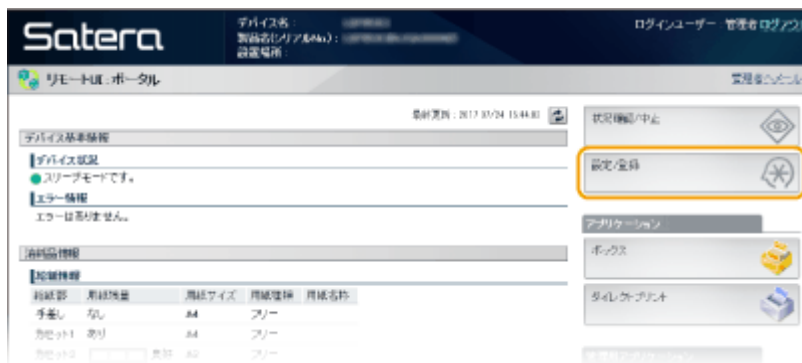 Satera
デバイス名 :
製品名(シリアルNo.) :
設置場所 :
ログインユーザー : 管理者 ログアウト
リモートUI : ポータル
管理者へメール
最終更新 : 2017 07/24 15:44:03
デバイス基本情報
デバイス状況
スリープモードです。
エラー情報
エラーはありません。
消耗品情報
給紙情報
給紙部 用紙残量 用紙サイズ 用紙種類 用紙名称
手差し なし A4 フリー
カセット1 あり A4 フリー
カセット2 フリー
状況確認/中止
設定/登録
アプリケーション
ボックス
ダイレクトプリント